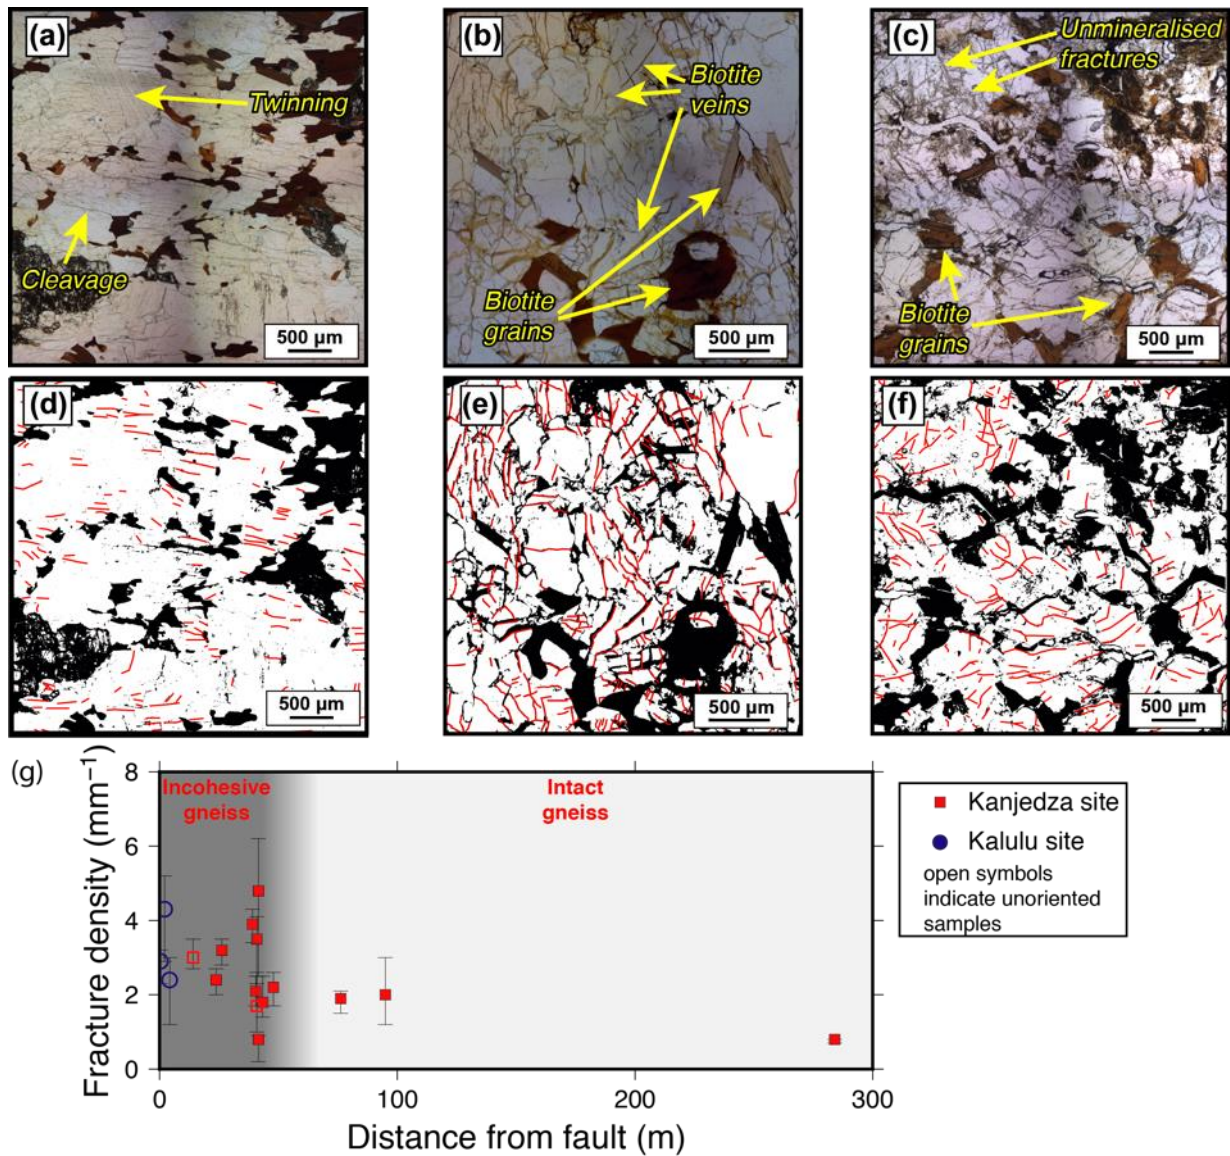 (a)
Twinning
Cleavage
500 µm
(b)
Biotite
veins
Biotite
grains
500 µm
(c)
Unmineralised
fractures
Biotite
grains
500 µm
(d)
500 µm
(e)
500 µm
(f)
500 µm
(g)
Fracture density (mm⁻¹)
8
6
4
2
0
Incohesive
gneiss
Intact
gneiss
0
100
200
300
Distance from fault (m)
Kanjedza site
Kalulu site
open symbols
indicate unoriented
samples